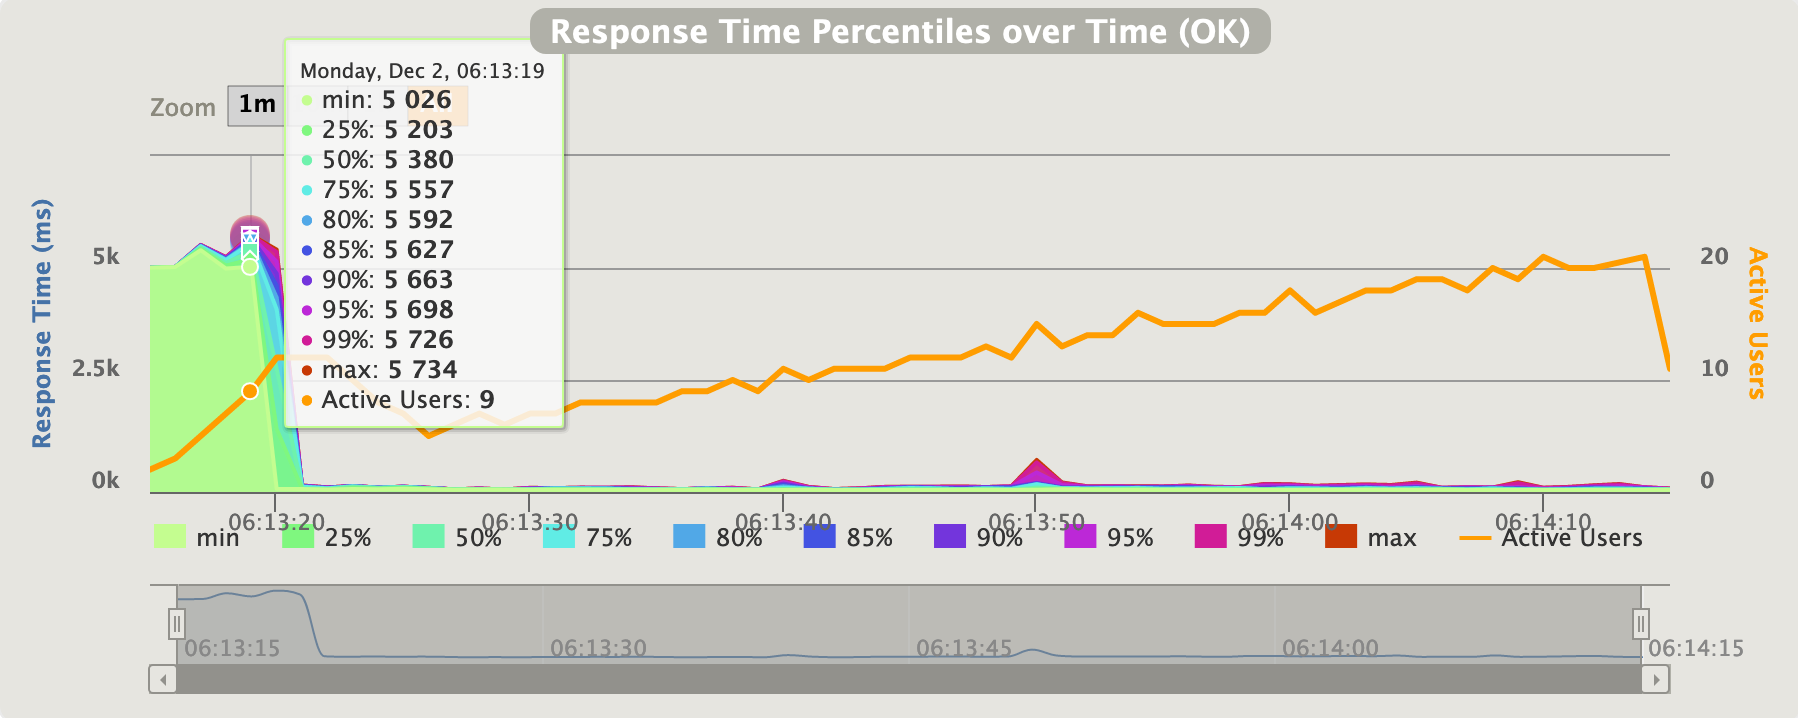 Response Time Percentiles over Time (OK)
Zoom 1m
Monday, Dec 2, 06:13:19
min: 5 026
25%: 5 203
50%: 5 380
75%: 5 557
80%: 5 592
85%: 5 627
90%: 5 663
95%: 5 698
99%: 5 726
max: 5 734
Active Users: 9
Response Time (ms)
5k
2.5k
0k
20
10
0
Active Users
06:13:20 06:13:30 06:13:40 06:13:50 06:14:00 06:14:10
min 25% 50% 75% 80% 85% 90% 95% 99% max Active Users
06:13:15 06:13:30 06:13:45 06:14:00 06:14:15